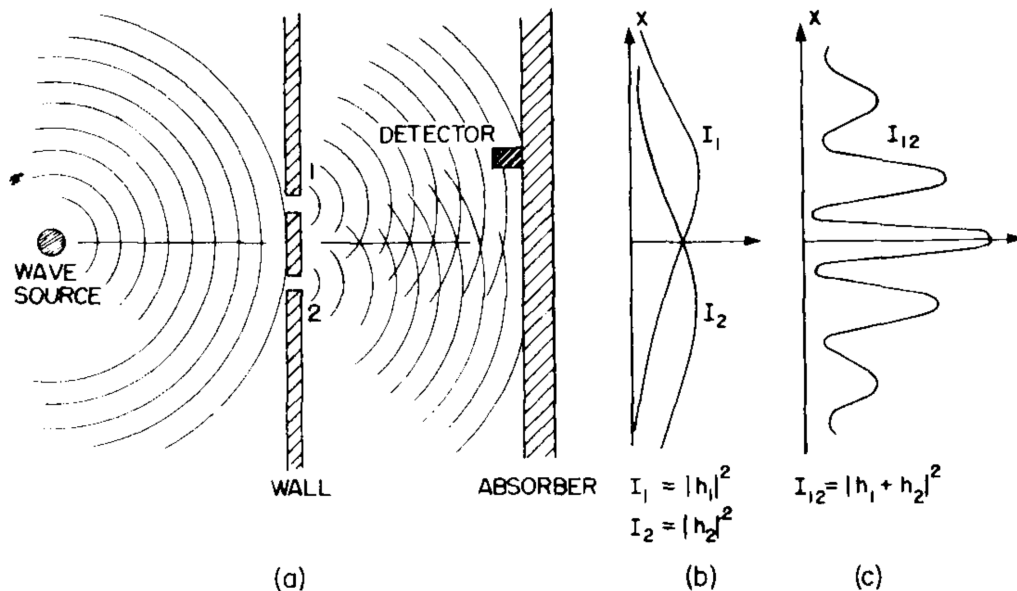 WAVE
SOURCE
1
2
DETECTOR
WALL
ABSORBER
(a)
x
I₁
I₂
I₁ = |h₁|²
I₂ = |h₂|²
(b)
x
I₁₂
I₁₂ = |h₁ + h₂|²
(c)